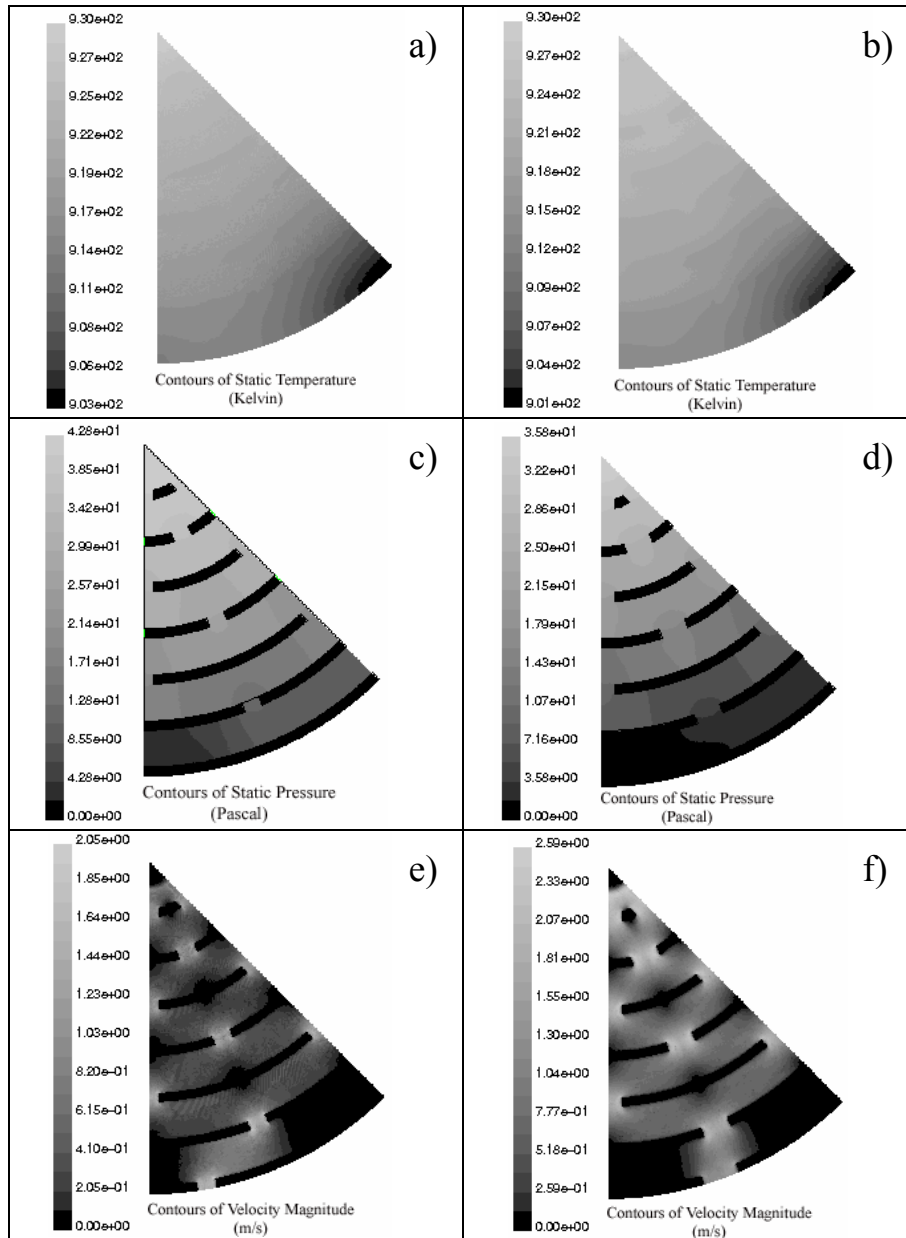 a)
9.30e+02
9.27e+02
9.25e+02
9.22e+02
9.19e+02
9.17e+02
9.14e+02
9.11e+02
9.08e+02
9.06e+02
9.03e+02
Contours of Static Temperature
(Kelvin)
b)
9.30e+02
9.27e+02
9.24e+02
9.21e+02
9.18e+02
9.15e+02
9.12e+02
9.09e+02
9.07e+02
9.04e+02
9.01e+02
Contours of Static Temperature
(Kelvin)
c)
4.28e+01
3.85e+01
3.42e+01
2.99e+01
2.57e+01
2.14e+01
1.71e+01
1.28e+01
8.55e+00
4.28e+00
0.00e+00
Contours of Static Pressure
(Pascal)
d)
3.58e+01
3.22e+01
2.86e+01
2.50e+01
2.15e+01
1.79e+01
1.43e+01
1.07e+01
7.16e+00
3.58e+00
0.00e+00
Contours of Static Pressure
(Pascal)
e)
2.05e+00
1.85e+00
1.64e+00
1.44e+00
1.23e+00
1.03e+00
8.20e-01
6.15e-01
4.10e-01
2.05e-01
0.00e+00
Contours of Velocity Magnitude
(m/s)
f)
2.59e+00
2.33e+00
2.07e+00
1.81e+00
1.55e+00
1.30e+00
1.04e+00
7.77e-01
5.18e-01
2.59e-01
0.00e+00
Contours of Velocity Magnitude
(m/s)